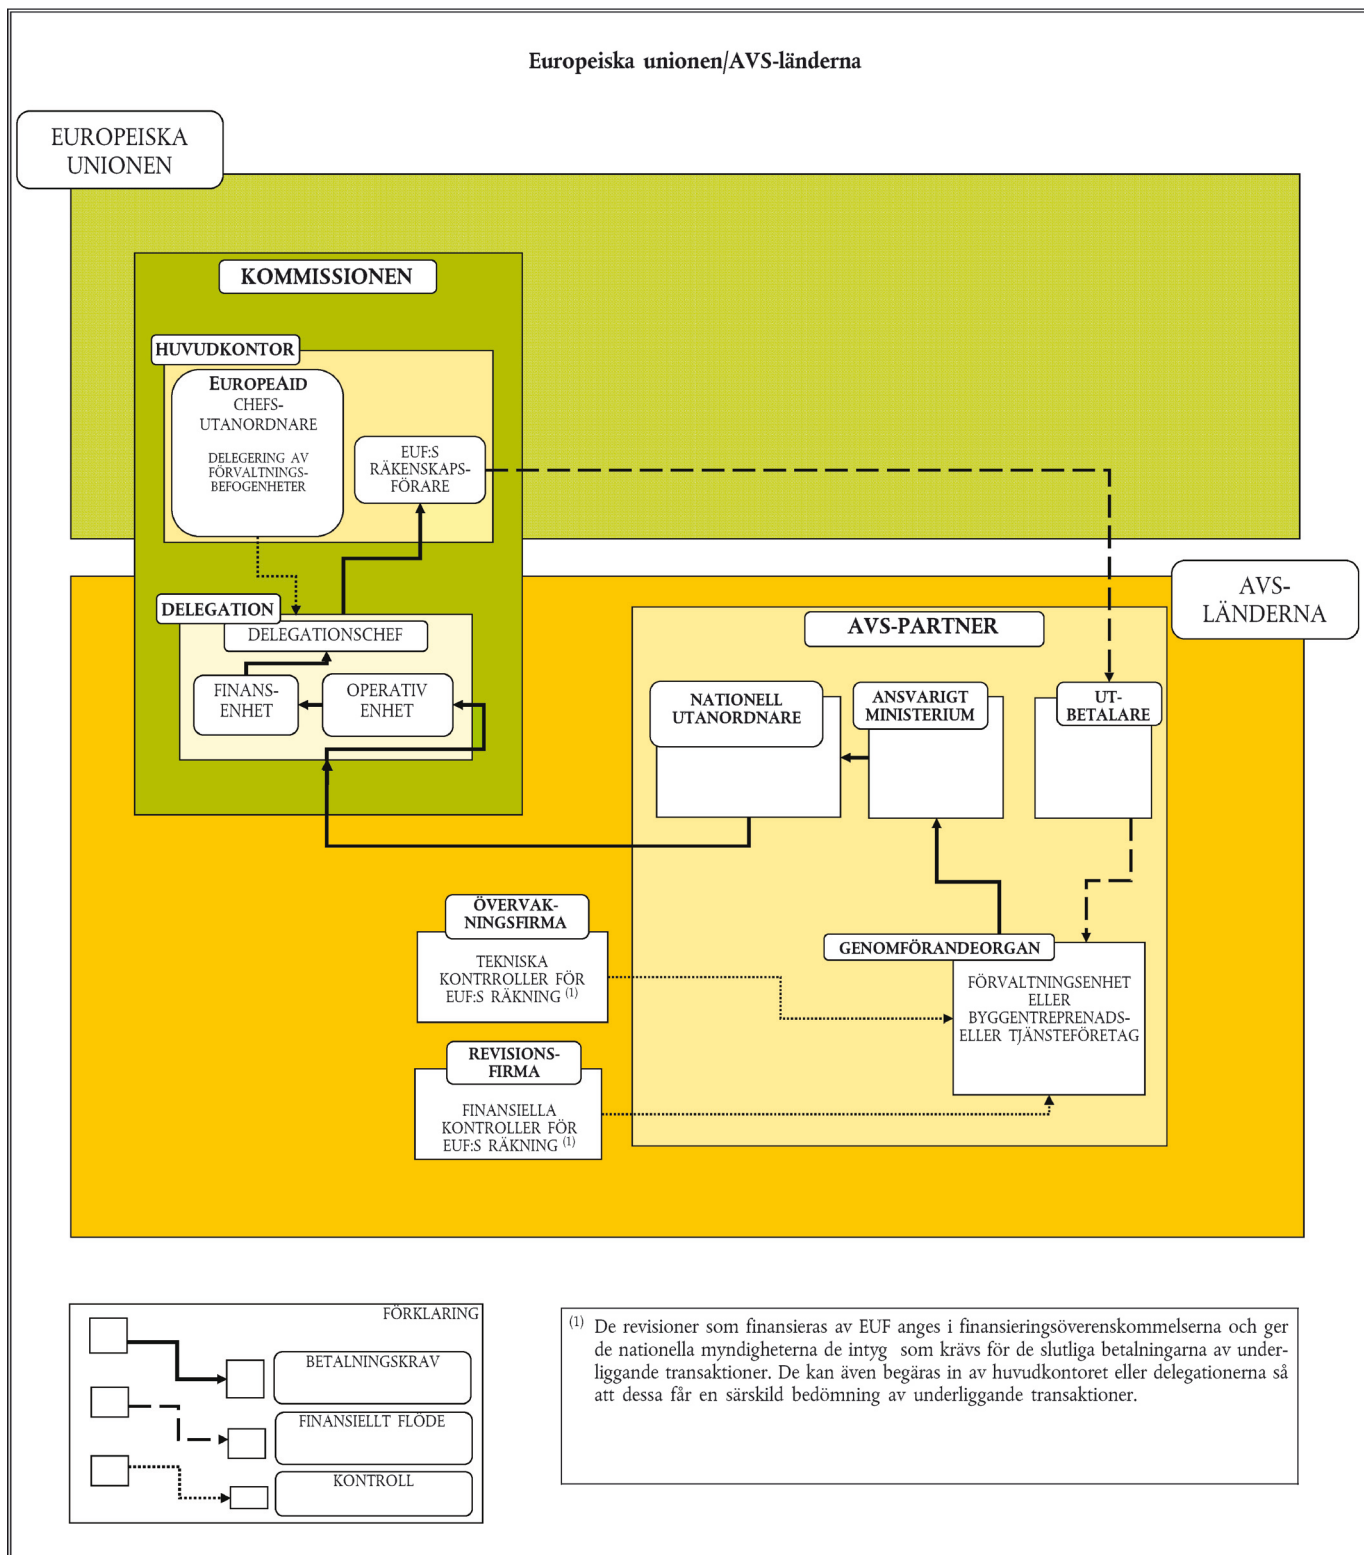 Europeiska unionen/AVS-länderna
EUROPEISKA
UNIONEN
KOMMISSIONEN
HUVUDKONTOR
EUROPEAID
CHEFS-
UTANORDNARE
DELEGERING AV
FÖRVALTNINGS-
BEFOGENHETER
EUF:S
RÄKENSKAPS-
FÖRARE
AVS-
LÄNDERNA
DELEGATION
DELEGATIONSCHEF
FINANS-
ENHET
OPERATIV
ENHET
AVS-PARTNER
NATIONELL
UTANORDNARE
ANSVARIGT
MINISTERIUM
UT-
BETALARE
ÖVERVAK-
NINGSFIRMA
TEKNISKA
KONTRROLLER FÖR
EUF:S RÄKNING (1)
GENOMFÖRANDEORGAN
FÖRVALTNINGSENHET
ELLER
BYGGENTREPRENADS-
ELLER TJÄNSTEFÖRETAG
REVISIONS-
FIRMA
FINANSIELLA
KONTROLLER FÖR
EUF:S RÄKNING (1)
FÖRKLARING
BETALNINGSKRAV
FINANSIELLT FLÖDE
KONTROLL
(1) De revisioner som finansieras av EUF anges i finansieringsöverenskommelserna och ger
de nationella myndigheterna de intyg som krävs för de slutliga betalningarna av under-
liggande transaktioner. De kan även begäras in av huvudkontoret eller delegationerna så
att dessa får en särskild bedömning av underliggande transaktioner.